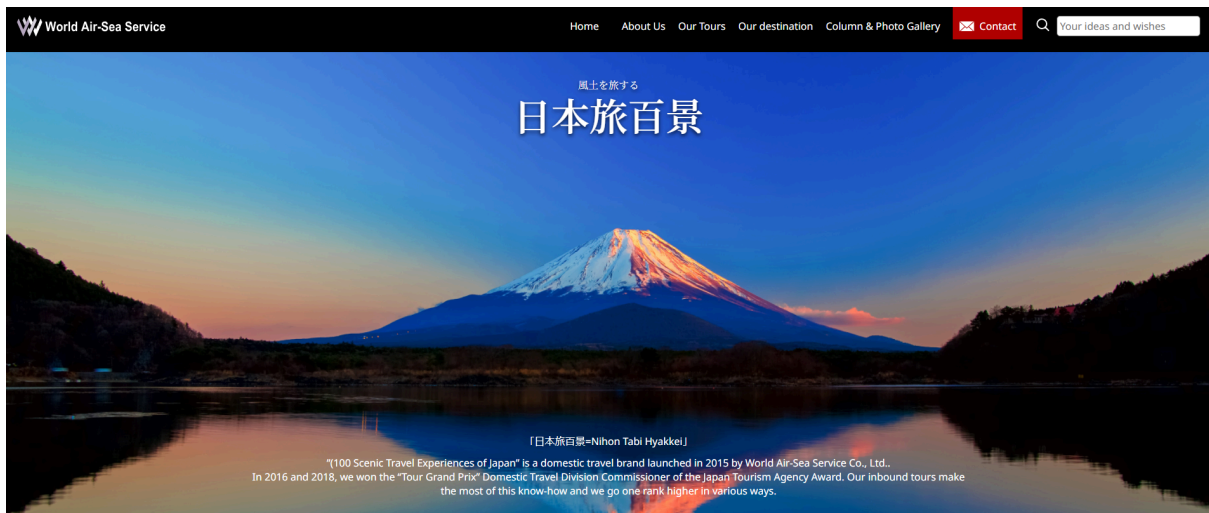 World Air-Sea Service
Home About Us Our Tours Our destination Column & Photo Gallery Contact Your ideas and wishes
風土を旅する
日本旅百景
「日本旅百景=Nihon Tabi Hyakkei」
"(100 Scenic Travel Experiences of Japan" is a domestic travel brand launched in 2015 by World Air-Sea Service Co., Ltd..
In 2016 and 2018, we won the "Tour Grand Prix" Domestic Travel Division Commissioner of the Japan Tourism Agency Award. Our inbound tours make
the most of this know-how and we go one rank higher in various ways.